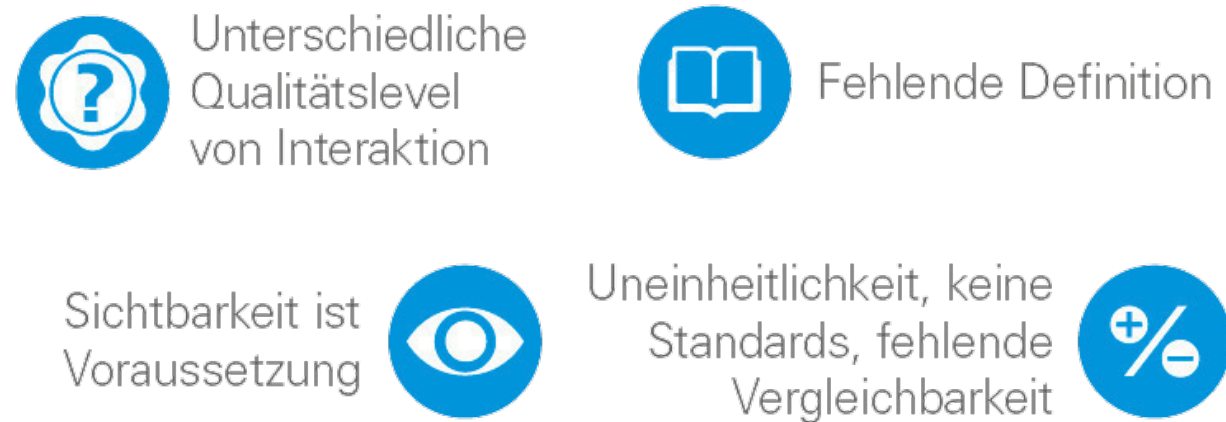 ?
Unterschiedliche
Qualitätslevel
von Interaktion
Fehlende Definition
Sichtbarkeit ist
Voraussetzung
Uneinheitlichkeit, keine
Standards, fehlende
Vergleichbarkeit